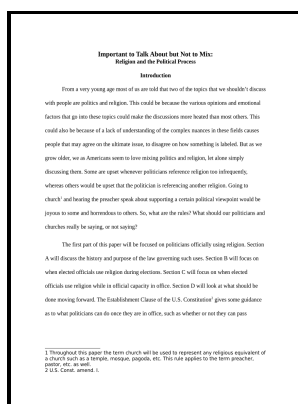 Important to Talk About but Not to Mix:
Religion and the Political Process
Introduction
From a very young age most of us are told that two of the topics that we shouldn't discuss
with people are politics and religion. This could be because the various opinions and emotional
factors that go into these topics could make the discussions more heated than most others. This
could also be because of a lack of understanding of the complex nuances in these fields causes
people that may agree on the ultimate issue, to disagree on how something is labeled. But as we
grow older, we as Americans seem to love mixing politics and religion, let alone simply
discussing them. Some are upset whenever politicians reference religion too infrequently,
whereas others would be upset that the politician is referencing another religion. Going to
church¹ and hearing the preacher speak about supporting a certain political viewpoint would be
joyous to some and horrendous to others. So, what are the rules? What should our politicians and
churches really be saying, or not saying?
The first part of this paper will be focused on politicians officially using religion. Section
A will discuss the history and purpose of the law governing such uses. Section B will focus on
when elected officials use religion during elections. Section C will focus on when elected
officials use religion while in official capacity in office. Section D will look at what should be
done moving forward. The Establishment Clause of the U.S. Constitution² gives some guidance
as to what politicians can do once they are in office, such as whether or not they can pass
1 Throughout this paper the term church will be used to represent any religious equivalent of
a church such as a temple, mosque, pagoda, etc. This rule applies to the term preacher,
pastor, etc. as well.
2 U.S. Const. amend. I.